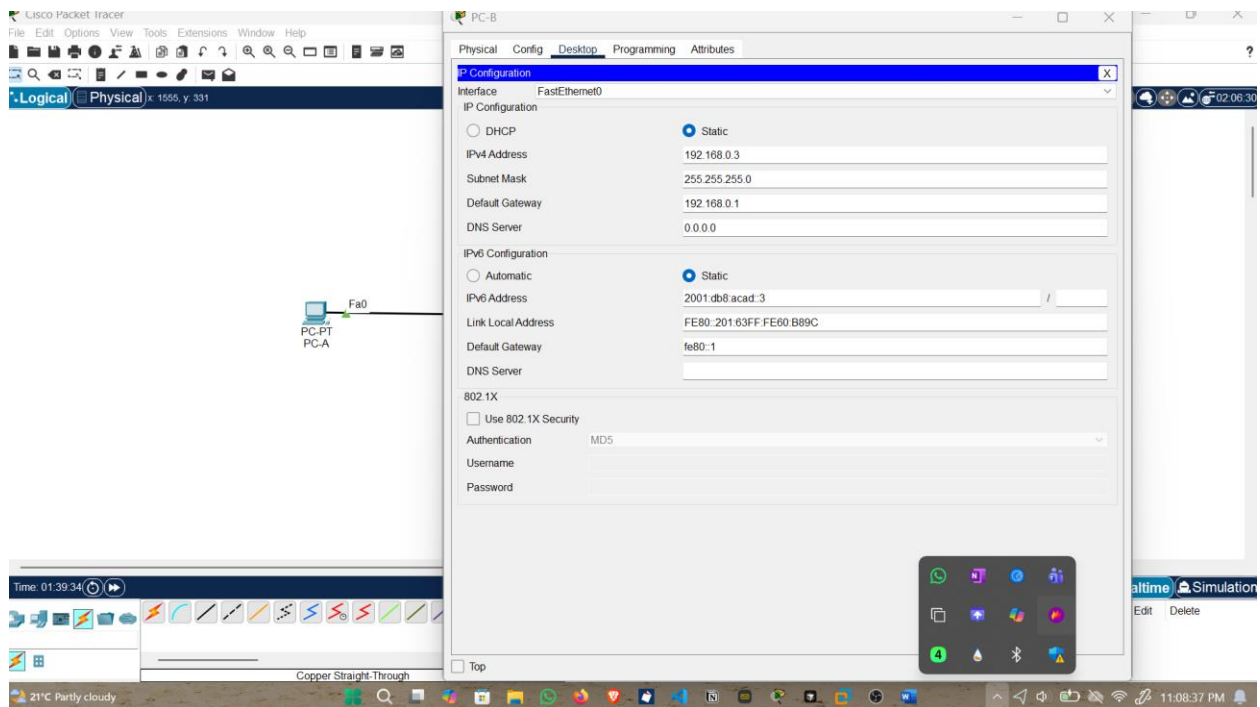 Cisco Packet Tracer
File Edit Options View Tools Extensions Window Help
Logical Physical x: 1555, y: 331
PC-B
Physical Config Desktop Programming Attributes
?
IP Configuration X
Interface FastEthernet0
02:06:30
IP Configuration
DHCP Static
IPv4 Address 192.168.0.3
Subnet Mask 255.255.255.0
Default Gateway 192.168.0.1
DNS Server 0.0.0.0
IPv6 Configuration
Automatic Static
IPv6 Address 2001:db8:acad::3 /
Link Local Address FE80::201:63FF:FE60:B89C
Default Gateway fe80::1
DNS Server
802.1X
Use 802.1X Security
Authentication MD5
Username
Password
Top
Fa0
PC-PT
PC-A
Time: 01:39:34
altime Simulation
Edit Delete
Copper Straight-Through
4
21°C Partly cloudy
11:08:37 PM